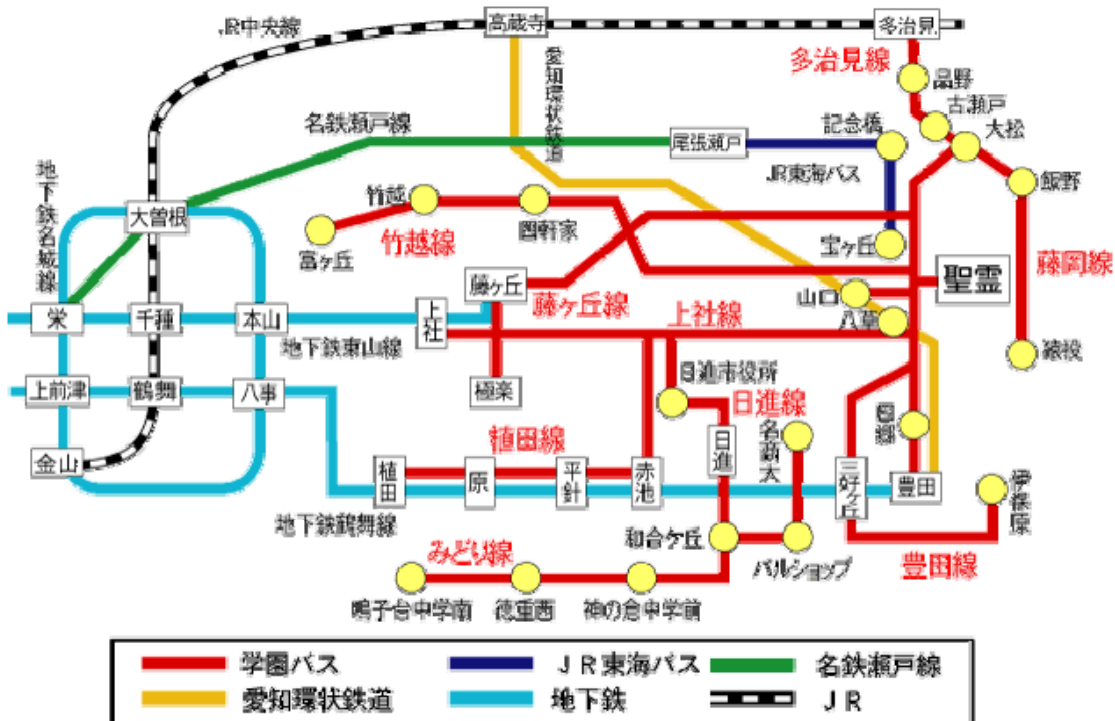 JR中央線
高蔵寺
多治見
多治見線
品野
愛知環状鉄道
古瀬戸
大松
名鉄瀬戸線
尾張瀬戸
記念橋
JR東海バス
飯野
地下鉄名城線
大曽根
竹越
四軒家
竹越線
富ヶ丘
宝ヶ丘
藤岡線
藤ヶ丘
藤ヶ丘線
聖霊
山口
八草
栄
千種
本山
上社
上社線
地下鉄東山線
猿投
日進市役所
上前津
鶴舞
八事
極楽
日進線
植田線
名商大
金山
植田
原
平針
赤池
日進
三好ヶ丘
豊田
伊保原
地下鉄鶴舞線
和合ケ丘
パルショップ
豊田線
みどり線
鳴子台中学南
徳重西
神の倉中学前
学園バス
JR東海バス
名鉄瀬戸線
愛知環状鉄道
地下鉄
JR